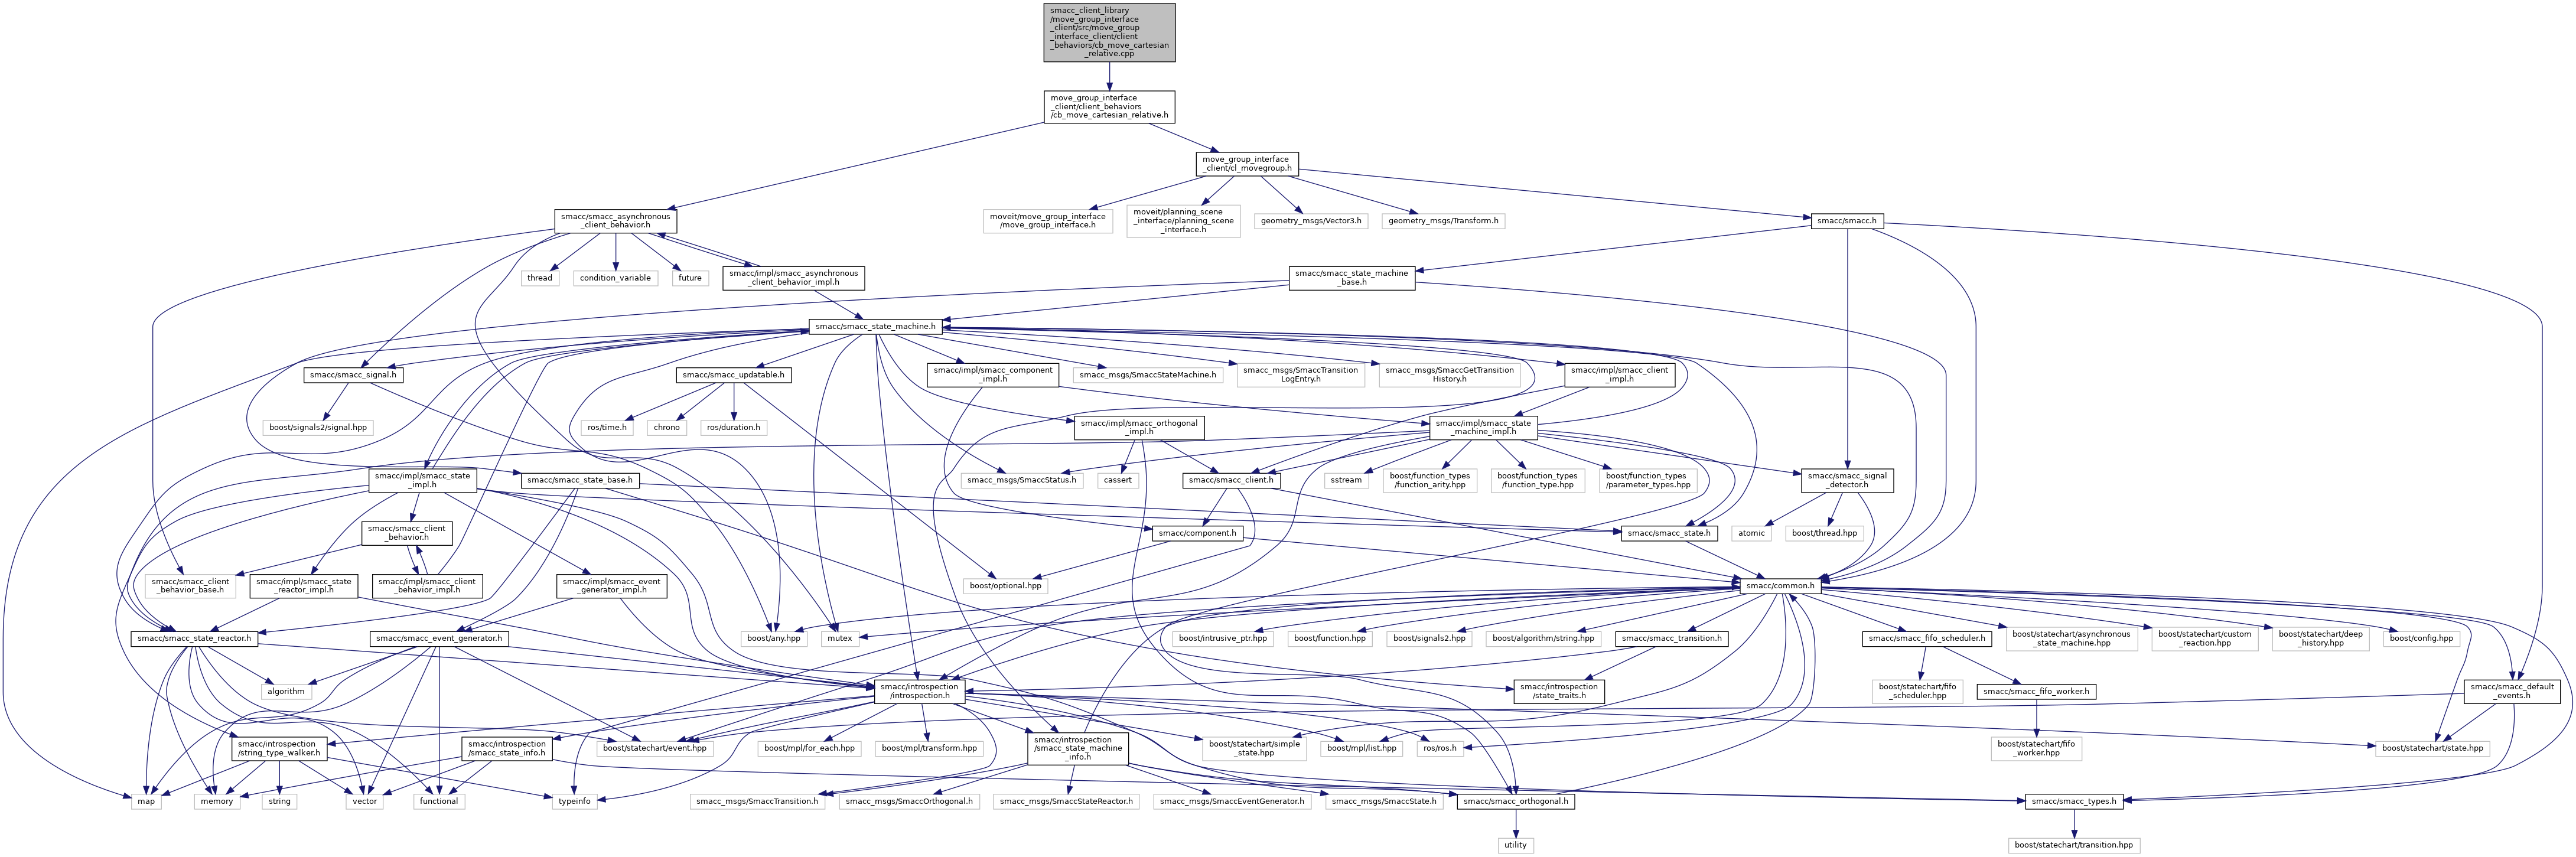 smacc_client_library
/move_group_interface
_client/src/move_group
_interface_client/client
_behaviors/cb_move_cartesian
_relative.cpp
move_group_interface
_client/client_behaviors
/cb_move_cartesian_relative.h
move_group_interface
_client/cl_movegroup.h
smacc/smacc_asynchronous
_client_behavior.h
moveit/move_group_interface
/move_group_interface.h
moveit/planning_scene
_interface/planning_scene
_interface.h
geometry_msgs/Vector3.h
geometry_msgs/Transform.h
smacc/smacc.h
thread
condition_variable
future
smacc/impl/smacc_asynchronous
_client_behavior_impl.h
smacc/smacc_state_machine
_base.h
smacc/smacc_state_machine.h
smacc/smacc_signal.h
smacc/smacc_updatable.h
smacc/impl/smacc_component
_impl.h
smacc_msgs/SmaccStateMachine.h
smacc_msgs/SmaccTransition
LogEntry.h
smacc_msgs/SmaccGetTransition
History.h
smacc/impl/smacc_client
_impl.h
boost/signals2/signal.hpp
ros/time.h
chrono
ros/duration.h
smacc/impl/smacc_orthogonal
_impl.h
smacc/impl/smacc_state
_machine_impl.h
smacc/impl/smacc_state
_impl.h
smacc/smacc_state_base.h
smacc_msgs/SmaccStatus.h
cassert
smacc/smacc_client.h
sstream
boost/function_types
/function_arity.hpp
boost/function_types
/function_type.hpp
boost/function_types
/parameter_types.hpp
smacc/smacc_signal
_detector.h
smacc/smacc_client
_behavior.h
smacc/component.h
smacc/smacc_state.h
atomic
boost/thread.hpp
smacc/smacc_client
_behavior_base.h
smacc/impl/smacc_state
_reactor_impl.h
smacc/impl/smacc_client
_behavior_impl.h
smacc/impl/smacc_event
_generator_impl.h
boost/optional.hpp
smacc/common.h
smacc/smacc_state_reactor.h
smacc/smacc_event_generator.h
boost/any.hpp
mutex
boost/intrusive_ptr.hpp
boost/function.hpp
boost/signals2.hpp
boost/algorithm/string.hpp
smacc/smacc_transition.h
smacc/smacc_fifo_scheduler.h
boost/statechart/asynchronous
_state_machine.hpp
boost/statechart/custom
_reaction.hpp
boost/statechart/deep
_history.hpp
boost/config.hpp
algorithm
smacc/introspection
/introspection.h
smacc/introspection
/state_traits.h
boost/statechart/fifo
_scheduler.hpp
smacc/smacc_fifo_worker.h
smacc/smacc_default
_events.h
smacc/introspection
/string_type_walker.h
smacc/introspection
/smacc_state_info.h
boost/statechart/event.hpp
boost/mpl/for_each.hpp
boost/mpl/transform.hpp
smacc/introspection
/smacc_state_machine
_info.h
boost/statechart/simple
_state.hpp
boost/mpl/list.hpp
ros/ros.h
boost/statechart/fifo
_worker.hpp
boost/statechart/state.hpp
map
memory
string
vector
functional
typeinfo
smacc_msgs/SmaccTransition.h
smacc_msgs/SmaccOrthogonal.h
smacc_msgs/SmaccStateReactor.h
smacc_msgs/SmaccEventGenerator.h
smacc_msgs/SmaccState.h
smacc/smacc_orthogonal.h
smacc/smacc_types.h
utility
boost/statechart/transition.hpp